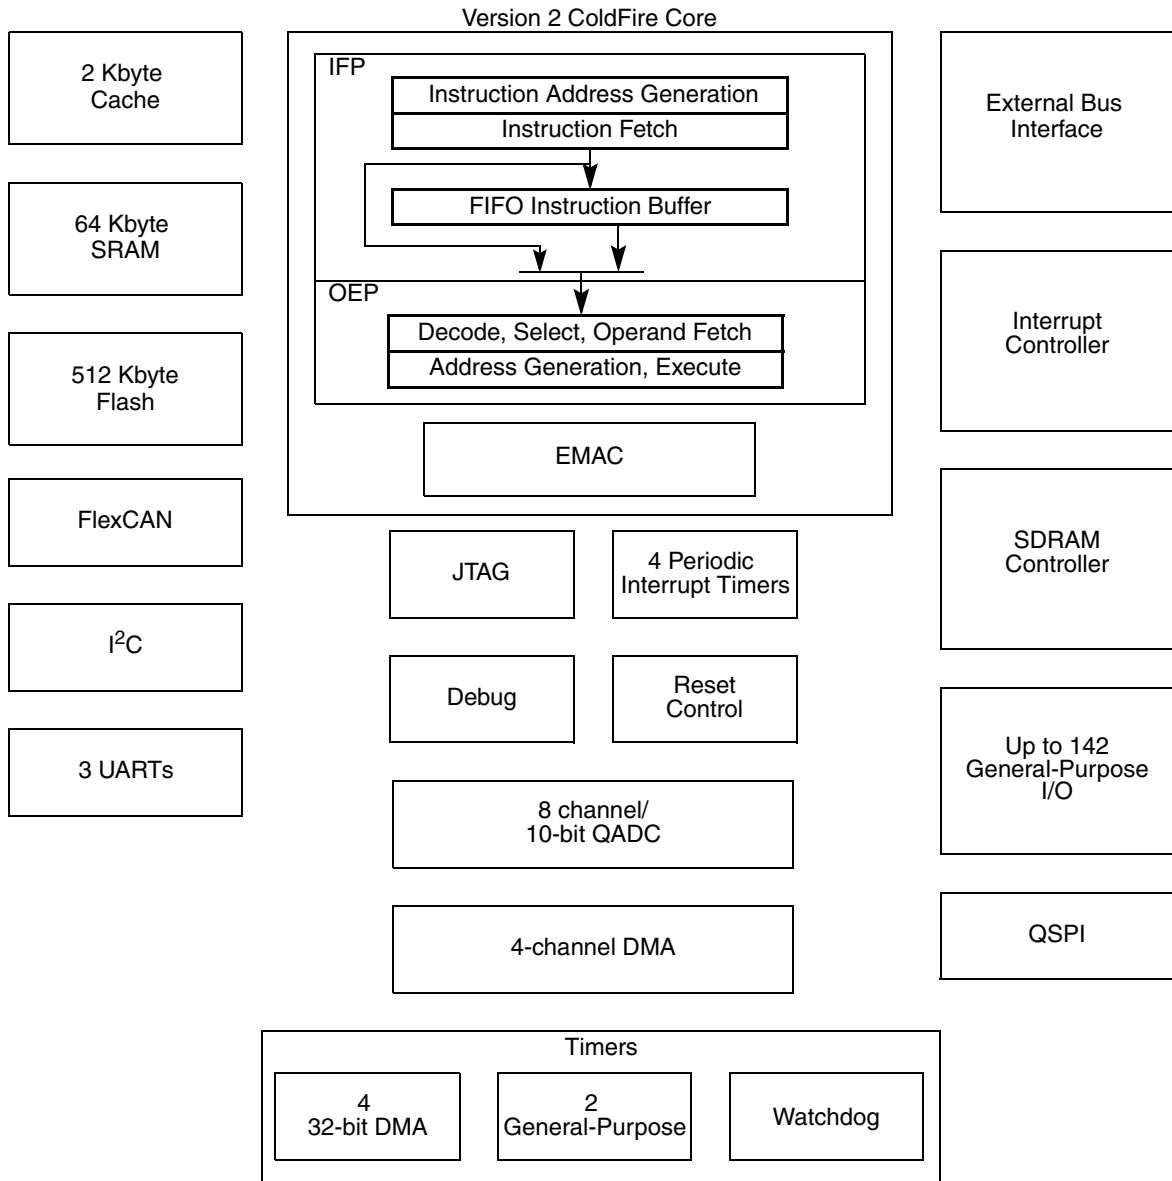 Version 2 ColdFire Core
2 Kbyte
Cache
64 Kbyte
SRAM
512 Kbyte
Flash
FlexCAN
I²C
3 UARTs
IFP
Instruction Address Generation
Instruction Fetch
FIFO Instruction Buffer
OEP
Decode, Select, Operand Fetch
Address Generation, Execute
EMAC
JTAG
4 Periodic
Interrupt Timers
Debug
Reset
Control
8 channel/
10-bit QADC
4-channel DMA
External Bus
Interface
Interrupt
Controller
SDRAM
Controller
Up to 142
General-Purpose
I/O
QSPI
Timers
4
32-bit DMA
2
General-Purpose
Watchdog